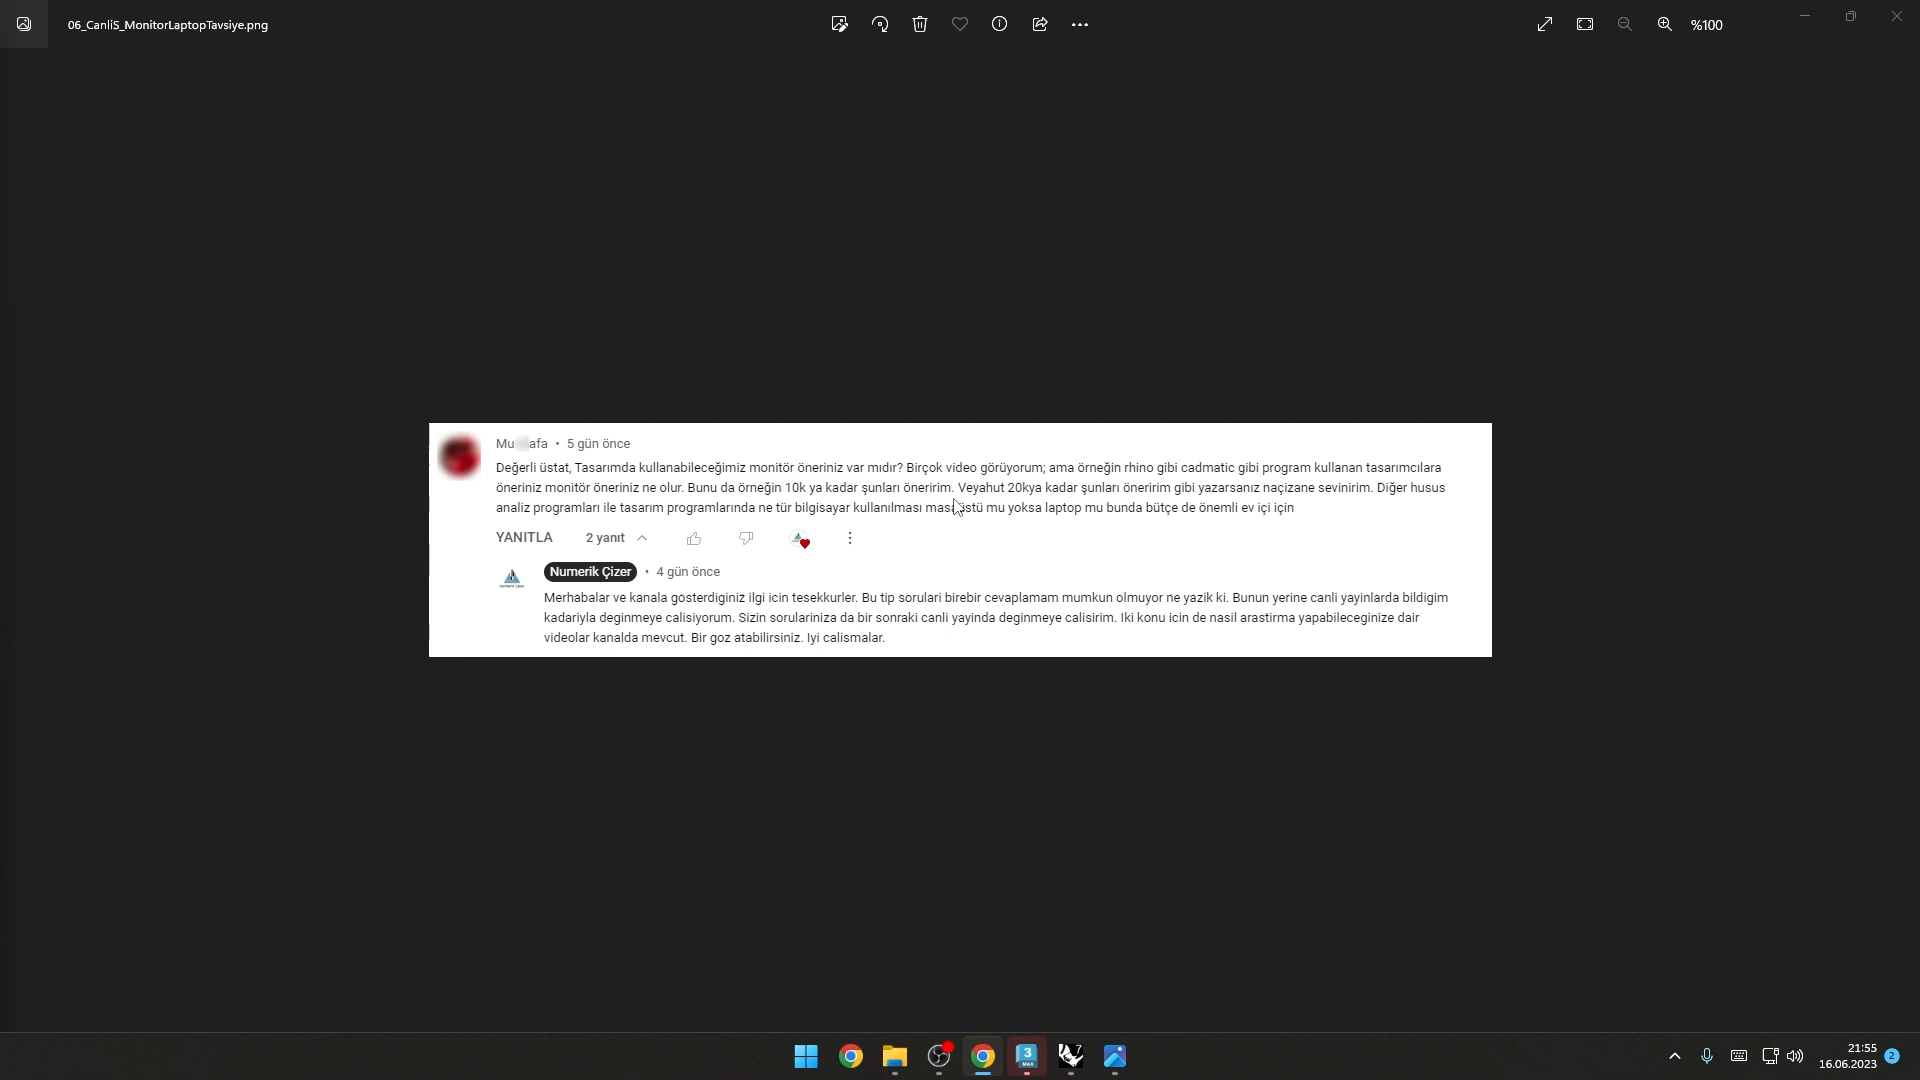 06_CanliS_MonitorLaptopTavsiye.png
%100
Mu afa • 5 gün önce
Değerli üstat, Tasarımda kullanabileceğimiz monitör öneriniz var mıdır? Birçok video görüyorum; ama örneğin rhino gibi cadmatic gibi program kullanan tasarımcılara
öneriniz monitör öneriniz ne olur. Bunu da örneğin 10k ya kadar şunları öneririm. Veyahut 20kya kadar şunları öneririm gibi yazarsanız naçizane sevinirim. Diğer husus
analiz programları ile tasarım programlarında ne tür bilgisayar kullanılması masaüstü mu yoksa laptop mu bunda bütçe de önemli ev içi için
YANITLA 2 yanıt
Numerik Çizer • 4 gün önce
Merhabalar ve kanala gosterdiginiz ilgi icin tesekkurler. Bu tip sorulari birebir cevaplamam mumkun olmuyor ne yazik ki. Bunun yerine canli yayinlarda bildigim
kadariyla deginmeye calisiyorum. Sizin sorulariniza da bir sonraki canli yayinda deginmeye calisirim. Iki konu icin de nasil arastirma yapabileceginize dair
videolar kanalda mevcut. Bir goz atabilirsiniz. Iyi calismalar.
3
MAX
7
21:55
16.06.2023
2